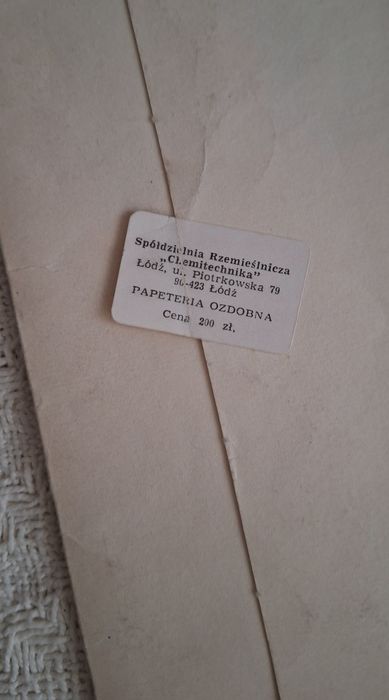 Spółdzielnia Rzemieślnicza
„Chemitechnika”
Łódź, ul. Piotrkowska 79
90-423 Łódź
PAPETERIA OZDOBNA
Cena 200 zł.